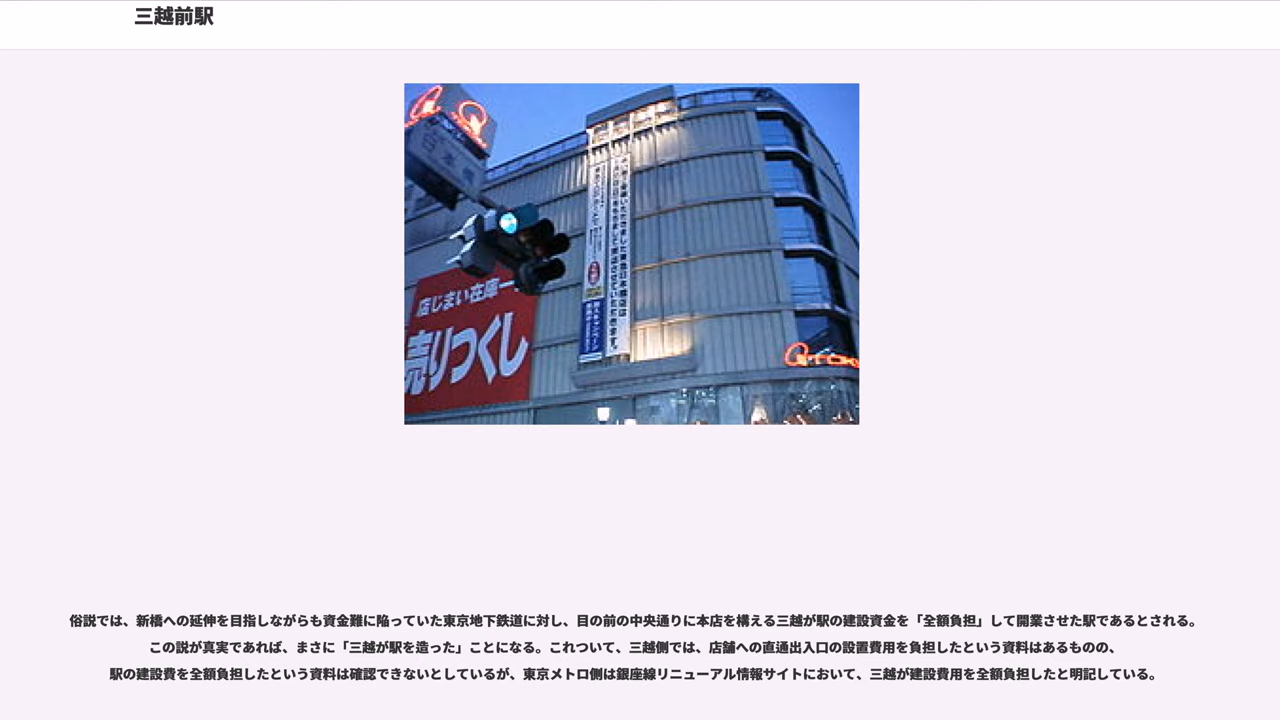 三越前駅
日本橋
店じまい在庫一
売りつくし
俗説では、新橋への延伸を目指しながらも資金難に陥っていた東京地下鉄道に対し、目の前の中央通りに本店を構える三越が駅の建設資金を「全額負担」して開業させた駅であるとされる。
この説が真実であれば、まさに「三越が駅を造った」ことになる。これついて、三越側では、店舗への直通出入口の設置費用を負担したという資料はあるものの、
駅の建設費を全額負担したという資料は確認できないとしているが、東京メトロ側は銀座線リニューアル情報サイトにおいて、三越が建設費用を全額負担したと明記している。